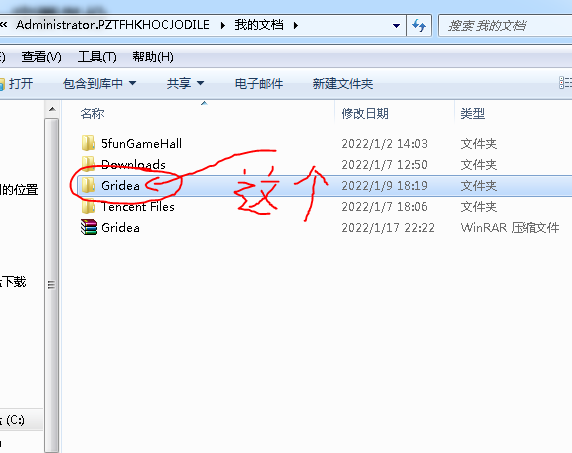 Administrator.PZTFHKHOCJODILE 我的文档 搜索 我的文档
查看(V) 工具(T) 帮助(H)
打开 包含到库中 共享 电子邮件 新建文件夹
名称 修改日期 类型
5funGameHall 2022/1/2 14:03 文件夹
Downloads 2022/1/7 12:50 文件夹
的位置 Gridea 这个 2022/1/9 18:19 文件夹
Tencent Files 2022/1/7 18:06 文件夹
Gridea 2022/1/17 22:22 WinRAR 压缩文件
下载
(C:)